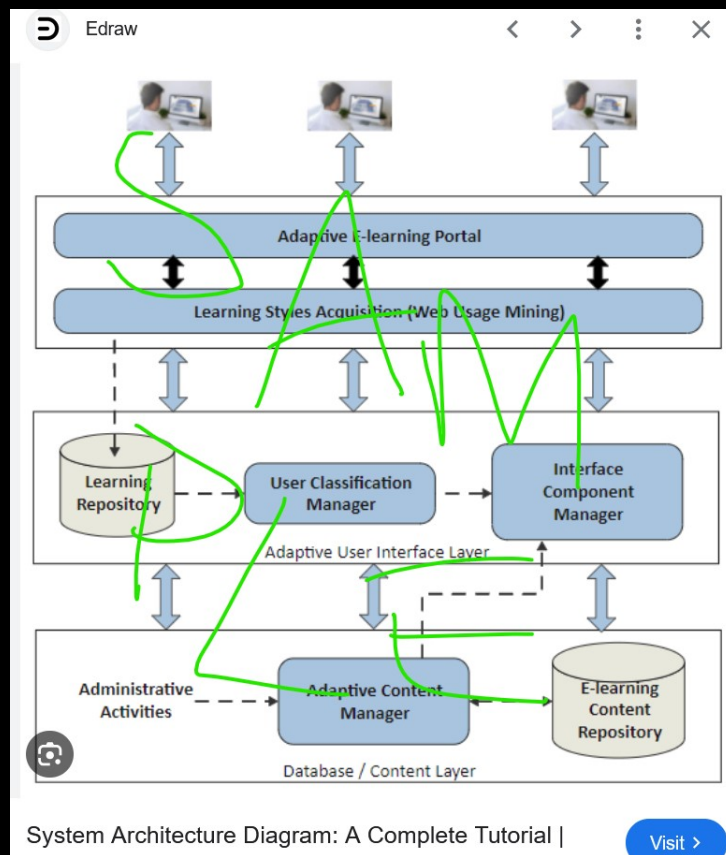 Edraw
Adaptive E-learning Portal
Learning Styles Acquisition (Web Usage Mining)
Learning
Repository
User Classification
Manager
Interface
Component
Manager
Adaptive User Interface Layer
Administrative
Activities
Adaptive Content
Manager
E-learning
Content
Repository
Database / Content Layer
SAMPLE
System Architecture Diagram: A Complete Tutorial |
Visit >